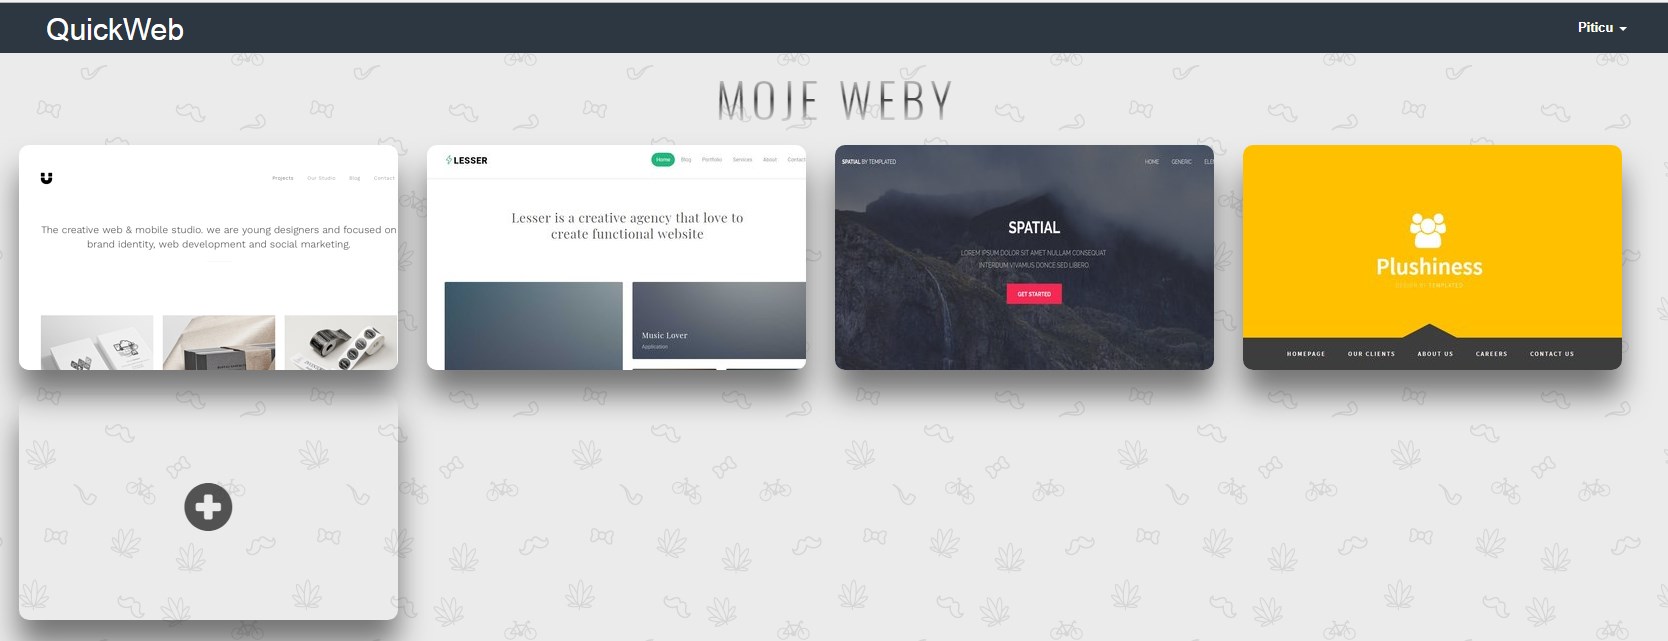 QuickWeb
Piticu
MOJE WEBY
Projects Our Studio Blog Contact
The creative web & mobile studio. we are young designers and focused on
brand identity, web development and social marketing.
LESSER
Home Blog Portfolio Services About Contact
Lesser is a creative agency that love to
create functional website
Music Lover
Application
SPATIAL BY TEMPLATED
HOME GENERIC ELE
SPATIAL
LOREM IPSUM DOLOR SIT AMET NULLAM CONSEQUAT
INTERDUM VIVAMUS DONCE SED LIBERO.
GET STARTED
Plushiness
DESIGN BY TEMPLATED
HOMEPAGE OUR CLIENTS ABOUT US CAREERS CONTACT US